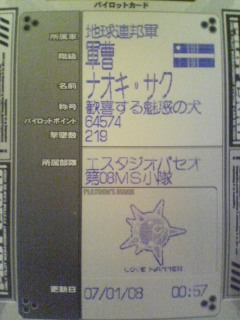 パイロットカード
所属軍 地球連邦軍
階級 軍曹
名前 ナオキ・サク
称号 歓喜する魅惑の犬
パイロットポイント 64574
撃墜数 219
所属部隊 エスタジオパセオ
第08MS小隊
PLATOON'S MARK
更新日 07/01/08 00:57